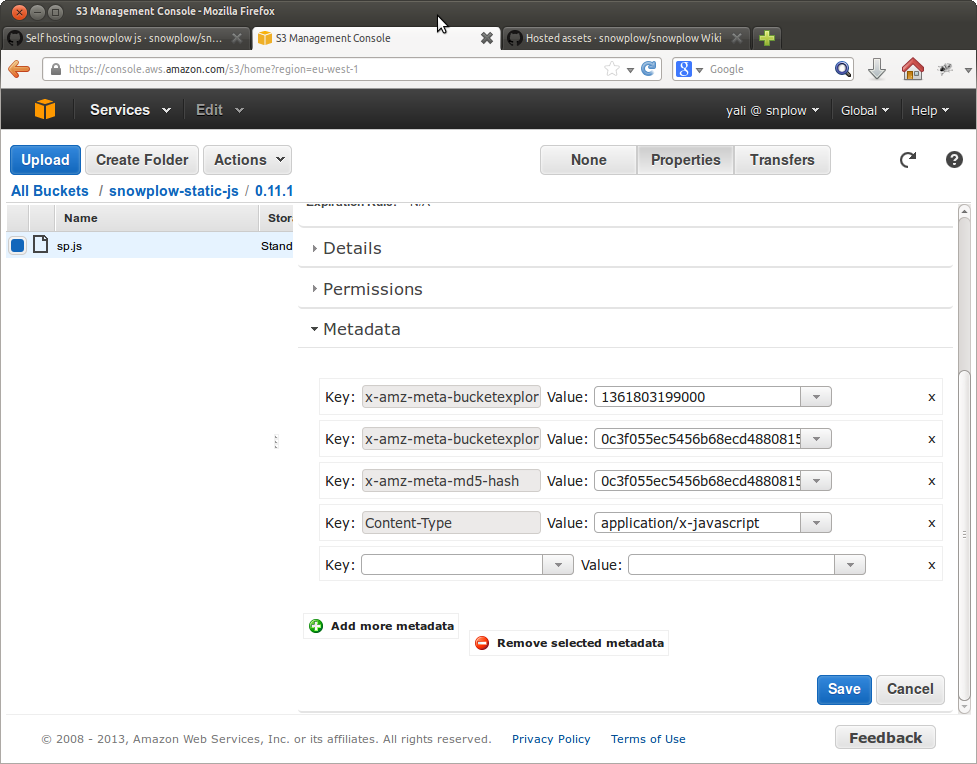 S3 Management Console - Mozilla Firefox
Self hosting snowplow js · snowplow/sn...
S3 Management Console
Hosted assets · snowplow/snowplow Wiki
https://console.aws.amazon.com/s3/home?region=eu-west-1
Google
Services
Edit
yali @ snplow
Global
Help
Upload
Create Folder
Actions
None
Properties
Transfers
All Buckets / snowplow-static-js / 0.11.1
Name
sp.js
Stand
N/A
Details
Permissions
Metadata
Key: x-amz-meta-bucketexplor Value: 1361803199000 x
Key: x-amz-meta-bucketexplor Value: 0c3f055ec5456b68ecd4880815 x
Key: x-amz-meta-md5-hash Value: 0c3f055ec5456b68ecd4880815 x
Key: Content-Type Value: application/x-javascript x
Key: Value: x
Add more metadata
Remove selected metadata
Save
Cancel
© 2008 - 2013, Amazon Web Services, Inc. or its affiliates. All rights reserved. Privacy Policy Terms of Use
Feedback